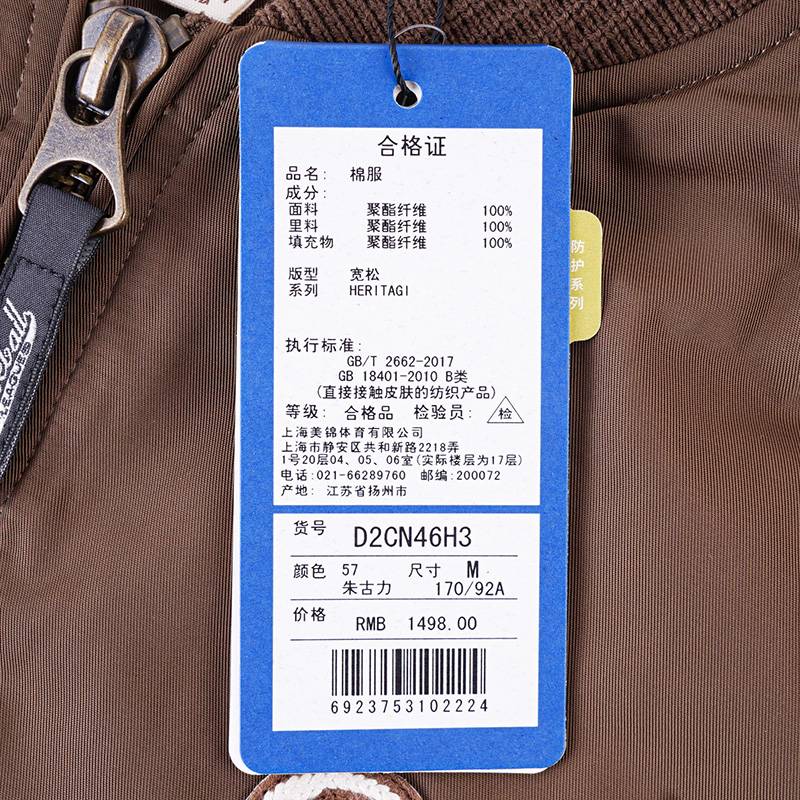 合格证
品名: 棉服
成分:
面料 聚酯纤维 100%
里料 聚酯纤维 100%
填充物 聚酯纤维 100%
版型 宽松
系列 HERITAGI
执行标准:
GB/T 2662-2017
GB 18401-2010 B类
(直接接触皮肤的纺织产品)
等级: 合格品 检验员: 检
上海美锦体育有限公司
上海市静安区共和新路2218弄
1号20层04、05、06室(实际楼层为17层)
电话:021-66289760 邮编:200072
产地: 江苏省扬州市
货号 D2CN46H3
颜色 57 尺寸 M
朱古力 170/92A
价格 RMB 1498.00
6923753102224
防护系列